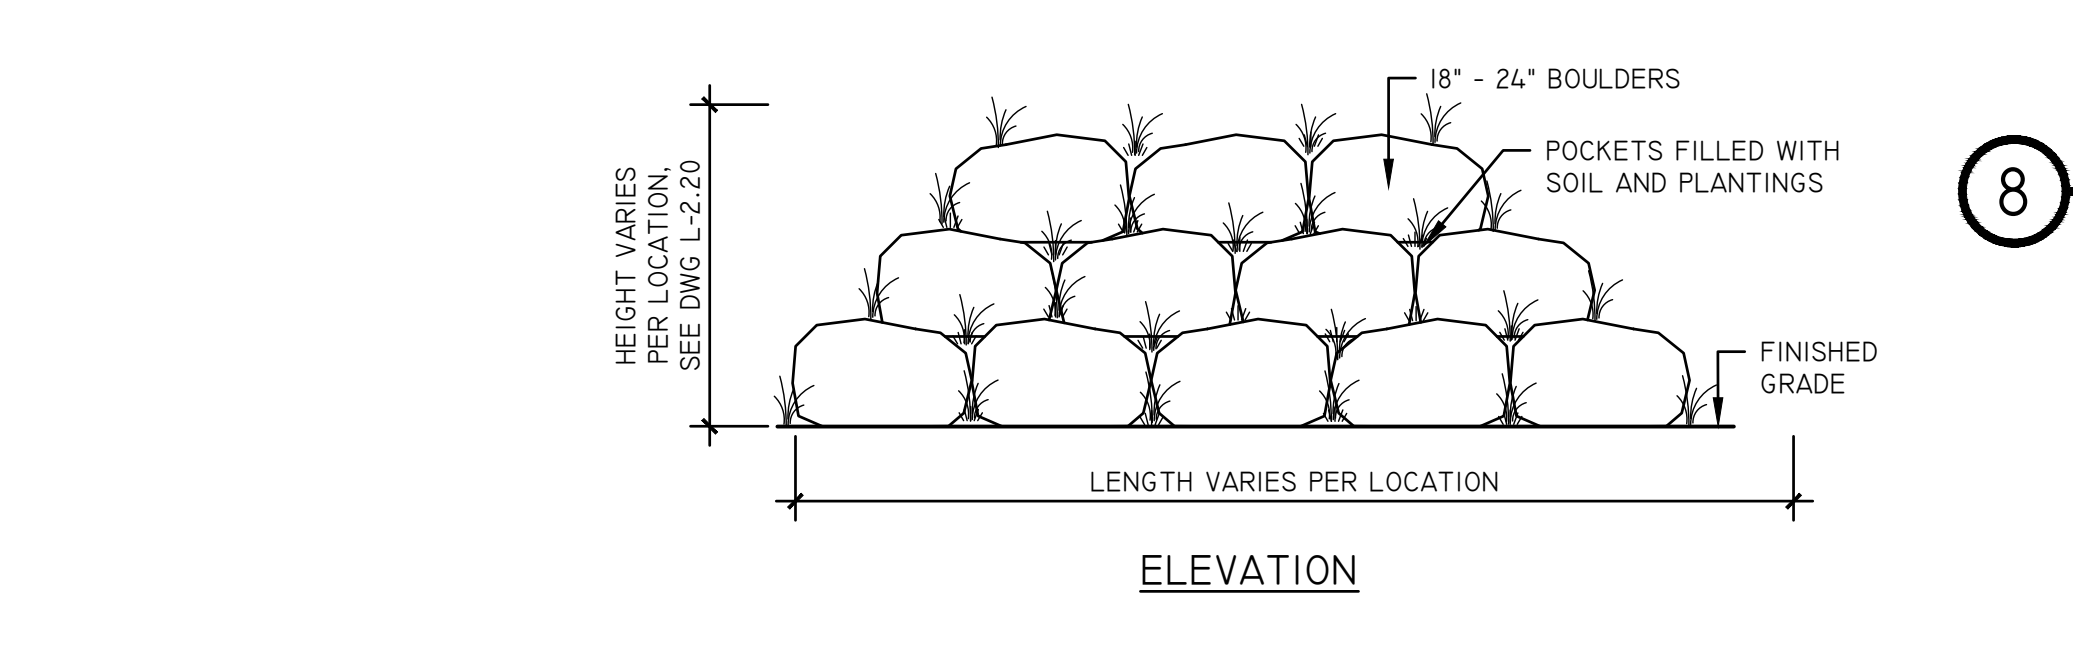 18" - 24" BOULDERS
POCKETS FILLED WITH
SOIL AND PLANTINGS
8
HEIGHT VARIES
PER LOCATION,
SEE DWG L-2.20
FINISHED
GRADE
LENGTH VARIES PER LOCATION
ELEVATION